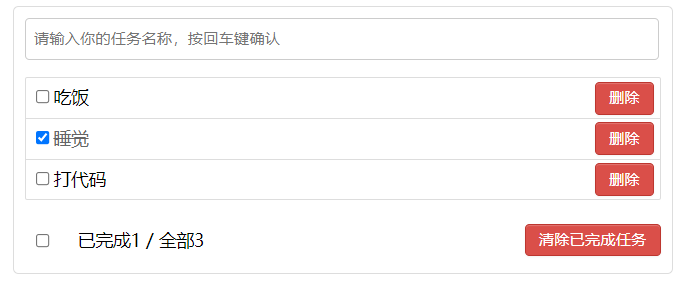 请输入你的任务名称，按回车键确认
吃饭 删除
睡觉 删除
打代码 删除
已完成1 / 全部3 清除已完成任务